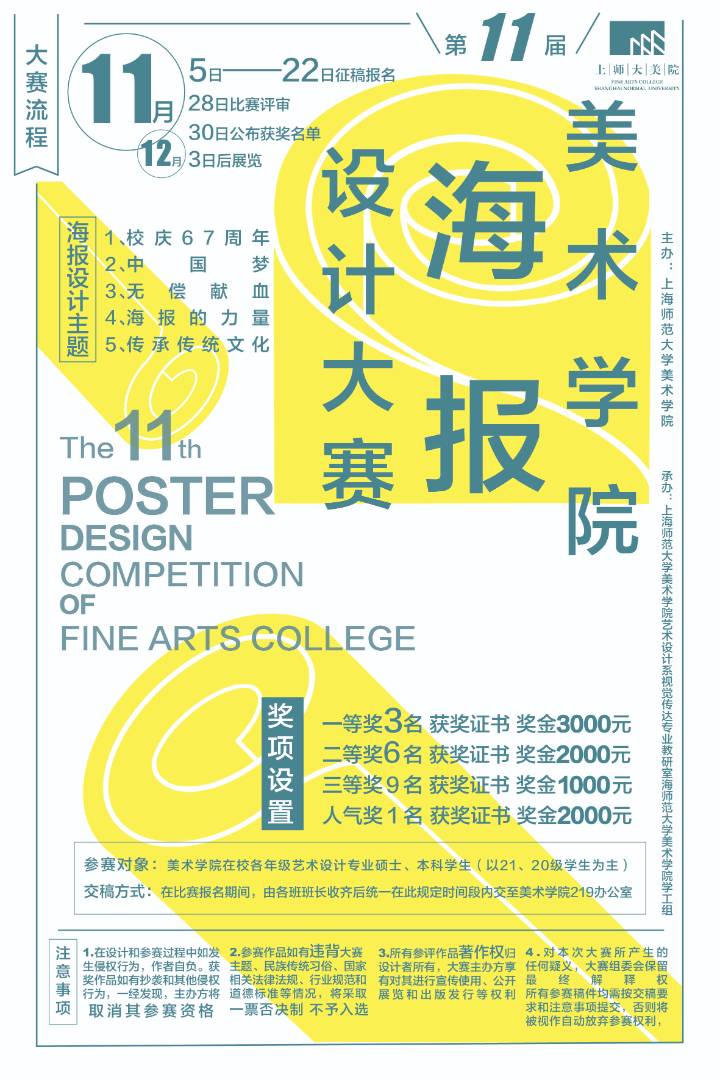 大赛流程
11月
5日——22日征稿报名
28日比赛评审
30日公布获奖名单
12月
3日后展览
第11届
上师大美院
FINE ARTS COLLEGE
SHANGHAI NORMAL UNIVERSITY
美术学院
海报
设计大赛
海报设计主题
1、校庆67周年
2、中国梦
3、无偿献血
4、海报的力量
5、传承传统文化
主办：上海师范大学美术学院
承办：上海师范大学美术学院艺术设计系视觉传达专业教研室海师范大学美术学院学工组
The 11th
POSTER
DESIGN
COMPETITION
OF
FINE ARTS COLLEGE
奖项设置
一等奖3名 获奖证书 奖金3000元
二等奖6名 获奖证书 奖金2000元
三等奖9名 获奖证书 奖金1000元
人气奖1名 获奖证书 奖金2000元
参赛对象：美术学院在校各年级艺术设计专业硕士、本科学生（以21、20级学生为主）
交稿方式：在比赛报名期间，由各班班长收齐后统一在此规定时间段内交至美术学院219办公室
注意事项
1.在设计和参赛过程中如发
生侵权行为，作者自负。获
奖作品如有抄袭和其他侵权
行为，一经发现，主办方将
取消其参赛资格
2.参赛作品如有违背大赛
主题、民族传统习俗、国家
相关法律法规、行业规范和
道德标准等情况，将采取
一票否决制 不予入选
3.所有参评作品著作权归
设计者所有，大赛主办方享
有对其进行宣传使用、公开
展览和出版发行等权利
4.对本次大赛所产生的
任何疑义，大赛组委会保留
最终解释权
所有参赛稿件均需按交稿要
求和注意事项提交，否则将
被视作自动放弃参赛权利，